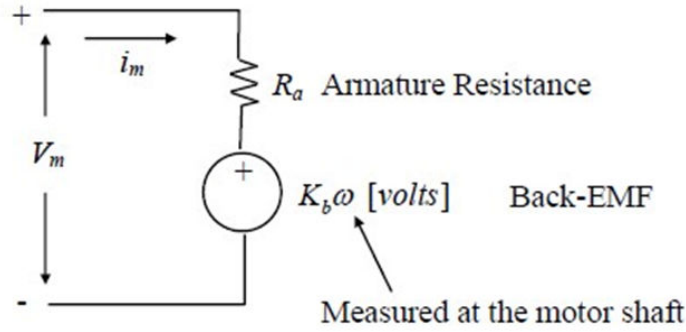 +
i_m
R_a Armature Resistance
V_m
+
K_bω [volts] Back-EMF
-
Measured at the motor shaft